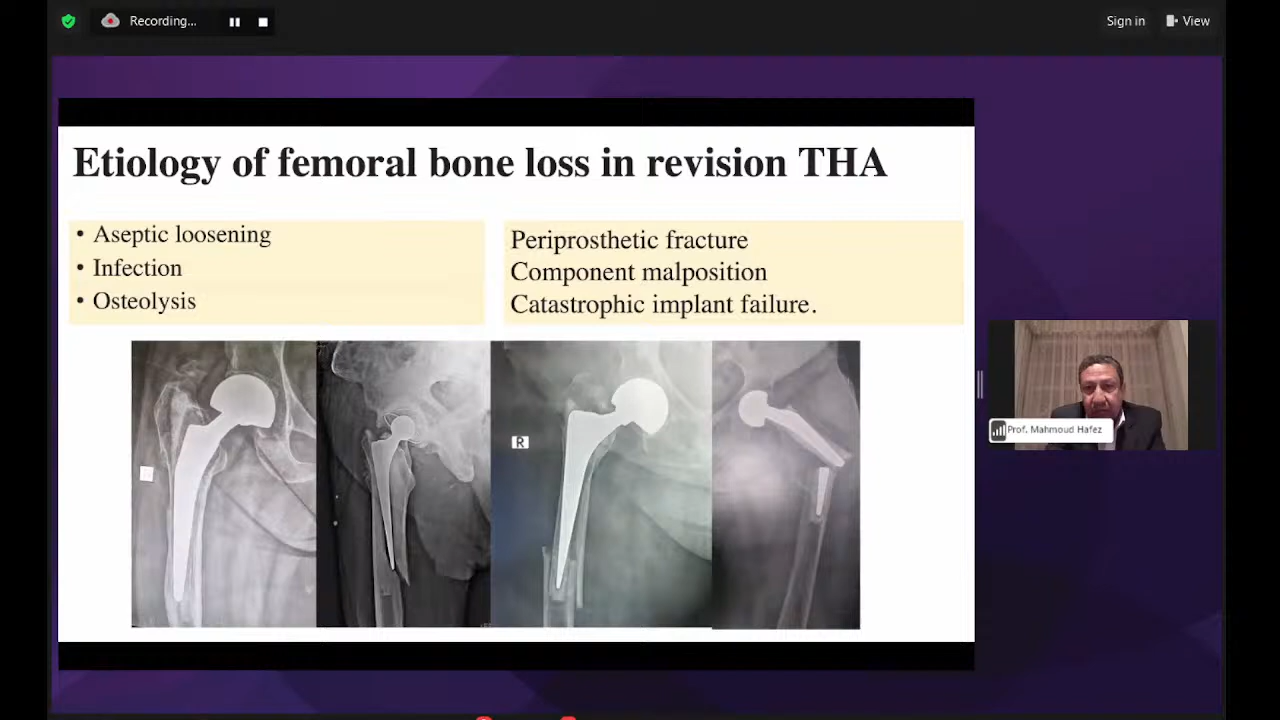 Recording...
Sign in
View
Etiology of femoral bone loss in revision THA
• Aseptic loosening
• Infection
• Osteolysis
Periprosthetic fracture
Component malposition
Catastrophic implant failure.
R
Prof. Mahmoud Hafez